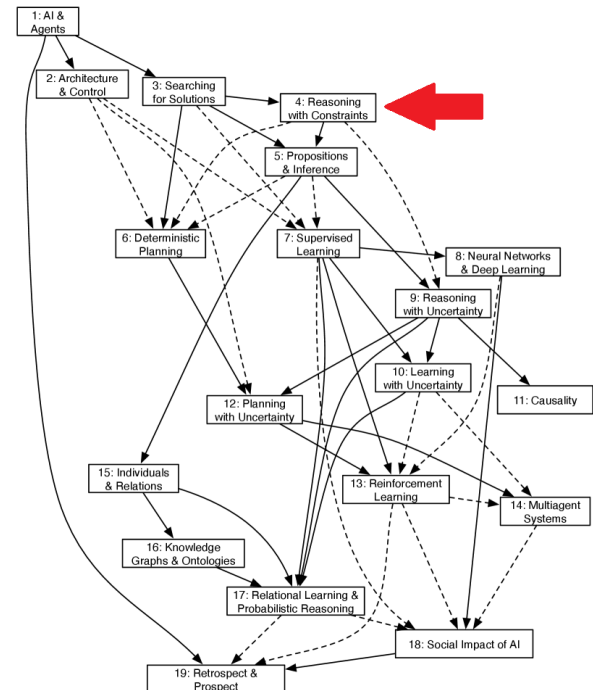 1: AI &
Agents
2: Architecture
& Control
3: Searching
for Solutions
4: Reasoning
with Constraints
5: Propositions
& Inference
6: Deterministic
Planning
7: Supervised
Learning
8: Neural Networks
& Deep Learning
9: Reasoning
with Uncertainty
10: Learning
with Uncertainty
11: Causality
12: Planning
with Uncertainty
13: Reinforcement
Learning
14: Multiagent
Systems
15: Individuals
& Relations
16: Knowledge
Graphs & Ontologies
17: Relational Learning &
Probabilistic Reasoning
18: Social Impact of AI
19: Retrospect &
Prospect